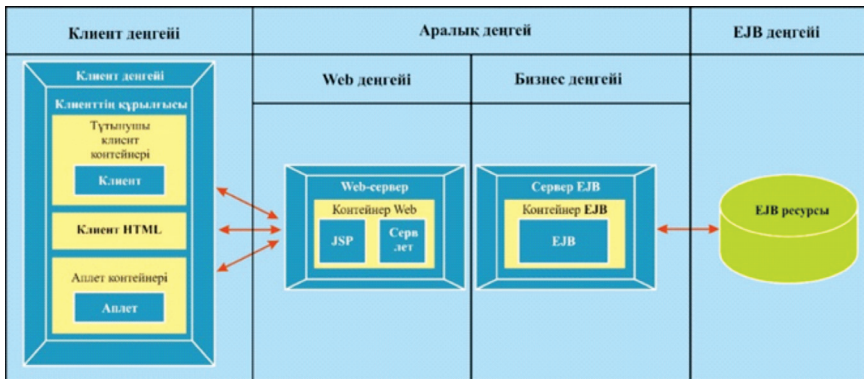 Клиент деңгейі
Аралық деңгей
EJB деңгейі
Web деңгейі
Бизнес деңгейі
Клиент деңгейі
Клиенттің құрылғысы
Тұтынушы
клиент
контейнері
Клиент
Клиент HTML
Аплет контейнері
Аплет
Web-сервер
Контейнер Web
JSP
Серв
лет
Сервер EJB
Контейнер EJB
EJB
EJB ресурсы